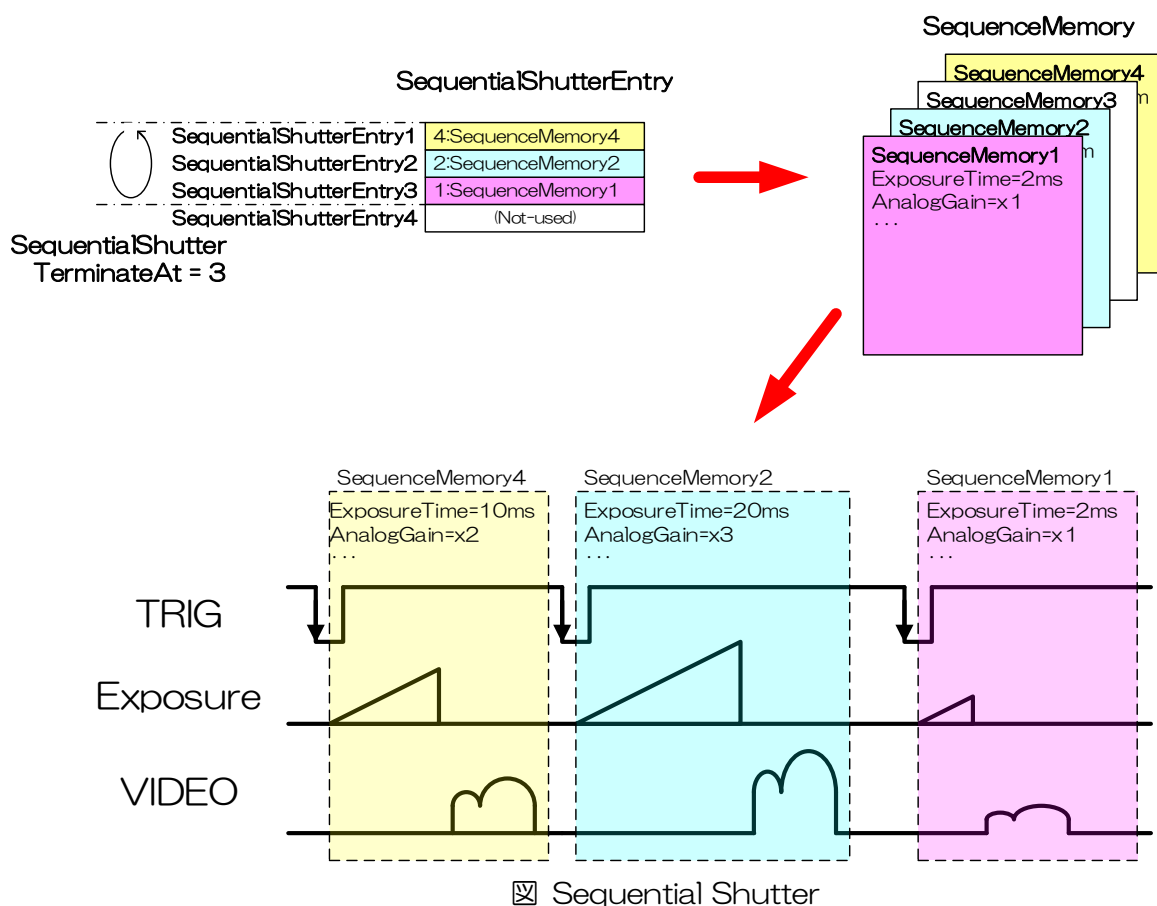 SequenceMemory
SequentialShutterEntry
SequentialShutterEntry1 4:SequenceMemory4
SequentialShutterEntry2 2:SequenceMemory2
SequentialShutterEntry3 1:SequenceMemory1
SequentialShutterEntry4 (Not-used)
SequentialShutter
TerminateAt = 3
SequenceMemory4
SequenceMemory3
SequenceMemory2
SequenceMemory1
ExposureTime=2ms
AnalogGain=x1
...
SequenceMemory4
ExposureTime=10ms
AnalogGain=x2
...
SequenceMemory2
ExposureTime=20ms
AnalogGain=x3
...
SequenceMemory1
ExposureTime=2ms
AnalogGain=x1
...
TRIG
Exposure
VIDEO
図 Sequential Shutter